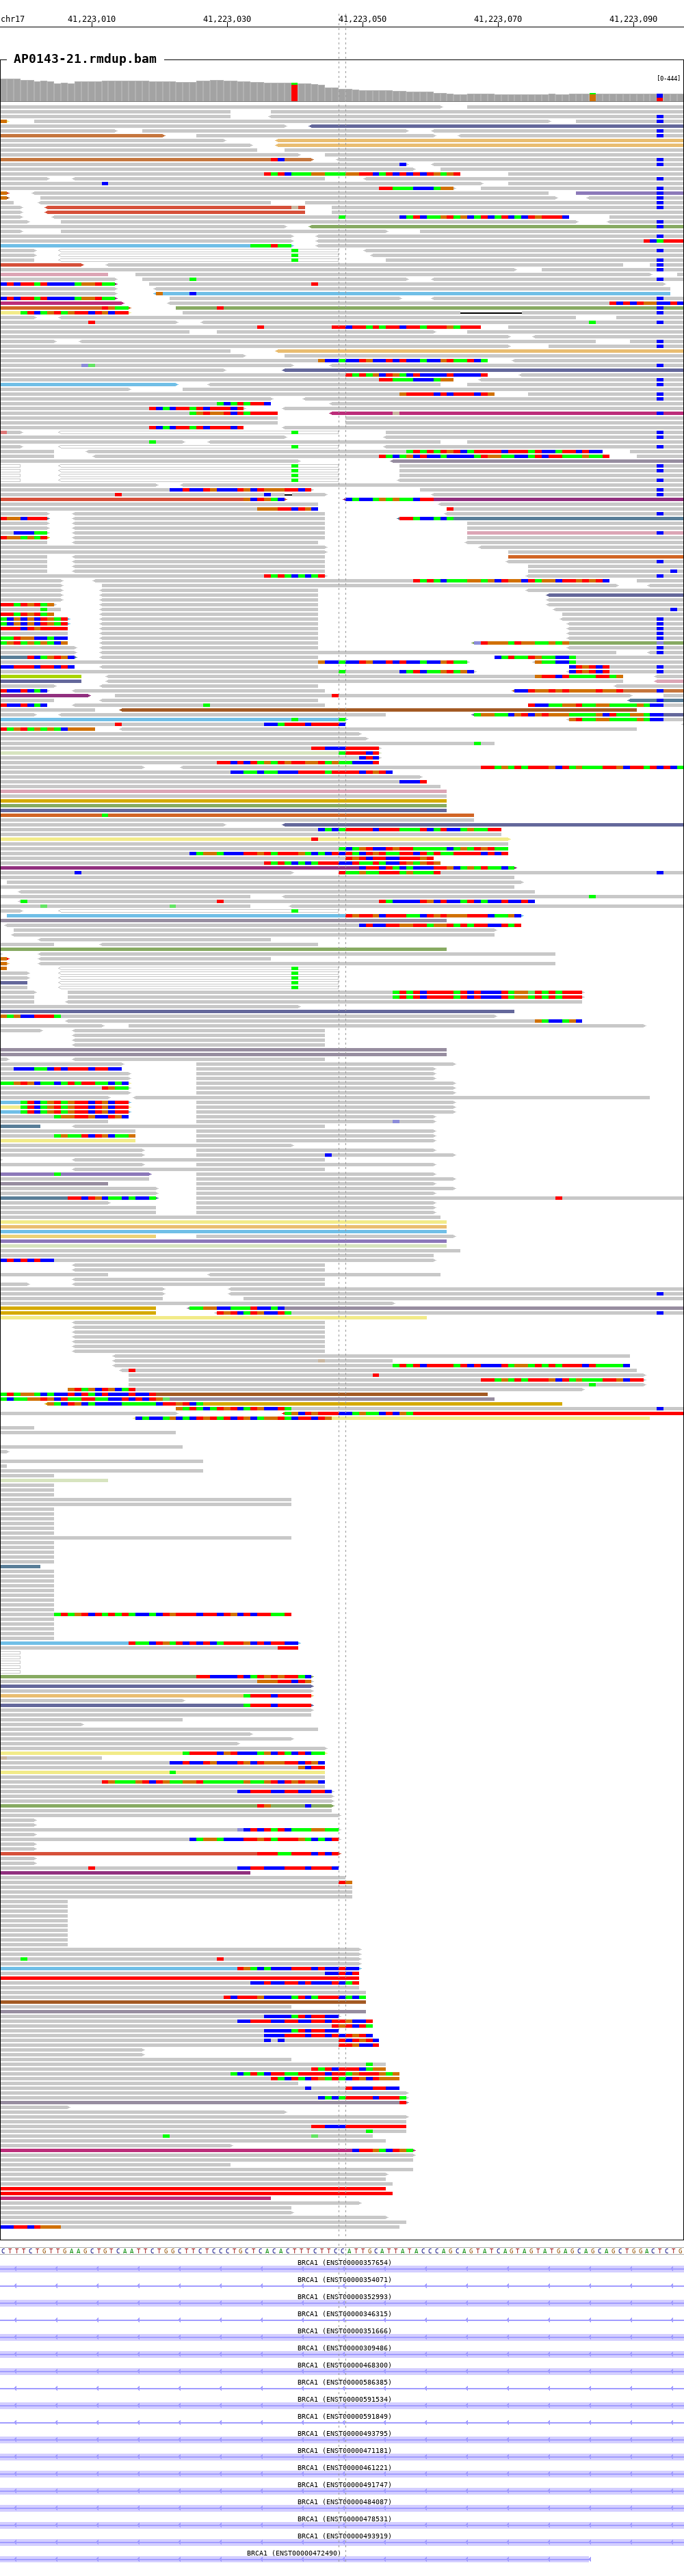 chr17 41,223,010 41,223,030 41,223,050 41,223,070 41,223,090
AP0143-21.rmdup.bam
[0-444]
CTTTCTGTTGAAGCTGTCAATTCTGGCTTCTCCCTGCTCACACTTTCTTCCATTGCATTATACCCAGCAGTATCAGTAGTATGAGCAGCAGCTGGACTCTG
BRCA1 (ENST00000357654)
BRCA1 (ENST00000354071)
BRCA1 (ENST00000352993)
BRCA1 (ENST00000346315)
BRCA1 (ENST00000351666)
BRCA1 (ENST00000309486)
BRCA1 (ENST00000468300)
BRCA1 (ENST00000586385)
BRCA1 (ENST00000591534)
BRCA1 (ENST00000591849)
BRCA1 (ENST00000493795)
BRCA1 (ENST00000471181)
BRCA1 (ENST00000461221)
BRCA1 (ENST00000491747)
BRCA1 (ENST00000484087)
BRCA1 (ENST00000478531)
BRCA1 (ENST00000493919)
BRCA1 (ENST00000472490)